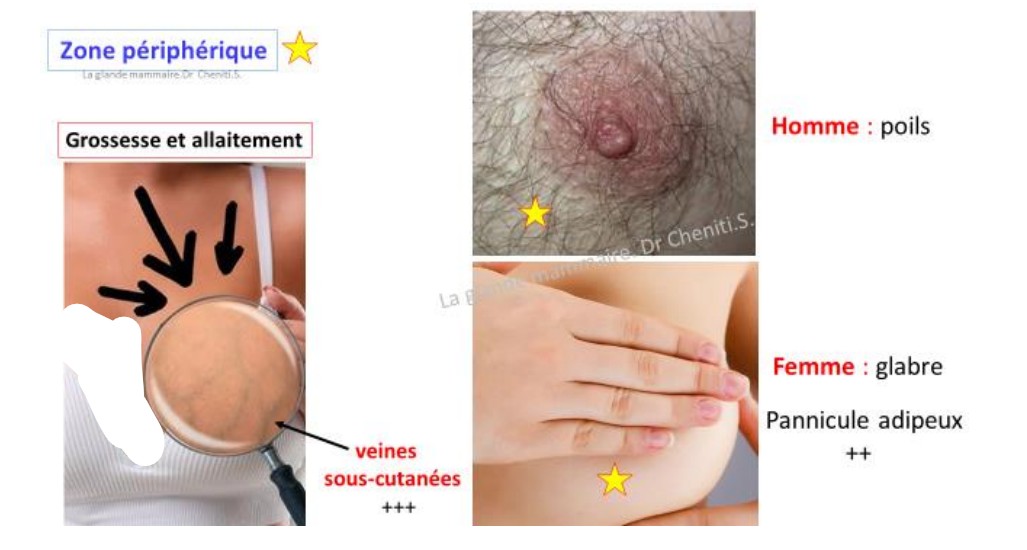 Zone périphérique
La glande mammaire.Dr Cheniti.S.
Grossesse et allaitement
Homme : poils
La glande mammaire. Dr Cheniti.S.
Femme : glabre
Pannicule adipeux
++
veines
sous-cutanées
+++